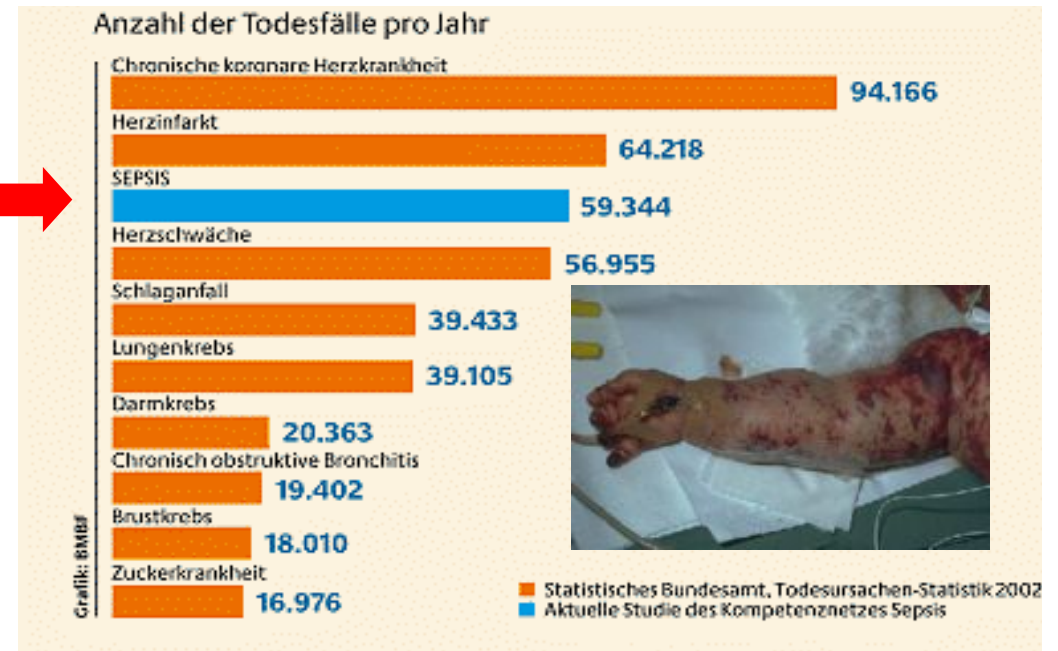 Anzahl der Todesfälle pro Jahr
Chronische koronare Herzkrankheit
94.166
Herzinfarkt
64.218
SEPSIS
59.344
Herzschwäche
56.955
Schlaganfall
39.433
Lungenkrebs
39.105
Darmkrebs
20.363
Chronisch obstruktive Bronchitis
19.402
Brustkrebs
18.010
Zuckerkrankheit
16.976
Grafik: BMBF
Statistisches Bundesamt, Todesursachen-Statistik 2002
Aktuelle Studie des Kompetenznetzes Sepsis